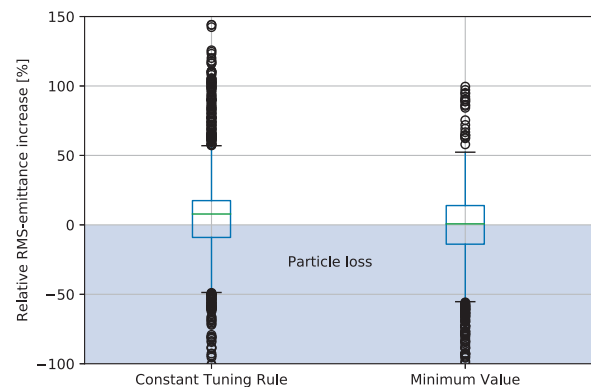 Relative RMS-emittance increase [%]
150
100
50
0
−50
−100
Particle loss
Constant Tuning Rule
Minimum Value